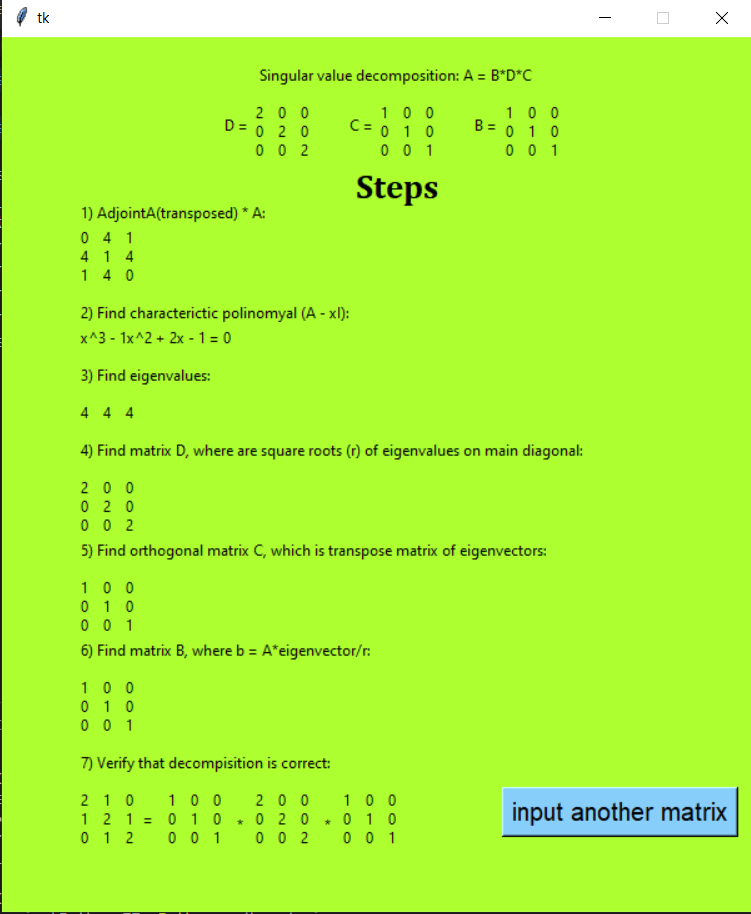 tk
Singular value decomposition: A = B*D*C
2 0 0 1 0 0 1 0 0
D = 0 2 0 C = 0 1 0 B = 0 1 0
0 0 2 0 0 1 0 0 1
Steps
1) AdjointA(transposed) * A:
0 4 1
4 1 4
1 4 0
2) Find characterictic polinomyal (A - xI):
x^3 - 1x^2 + 2x - 1 = 0
3) Find eigenvalues:
4 4 4
4) Find matrix D, where are square roots (r) of eigenvalues on main diagonal:
2 0 0
0 2 0
0 0 2
5) Find orthogonal matrix C, which is transpose matrix of eigenvectors:
1 0 0
0 1 0
0 0 1
6) Find matrix B, where b = A*eigenvector/r:
1 0 0
0 1 0
0 0 1
7) Verify that decompisition is correct:
2 1 0 1 0 0 2 0 0 1 0 0
1 2 1 = 0 1 0 * 0 2 0 * 0 1 0
0 1 2 0 0 1 0 0 2 0 0 1
input another matrix